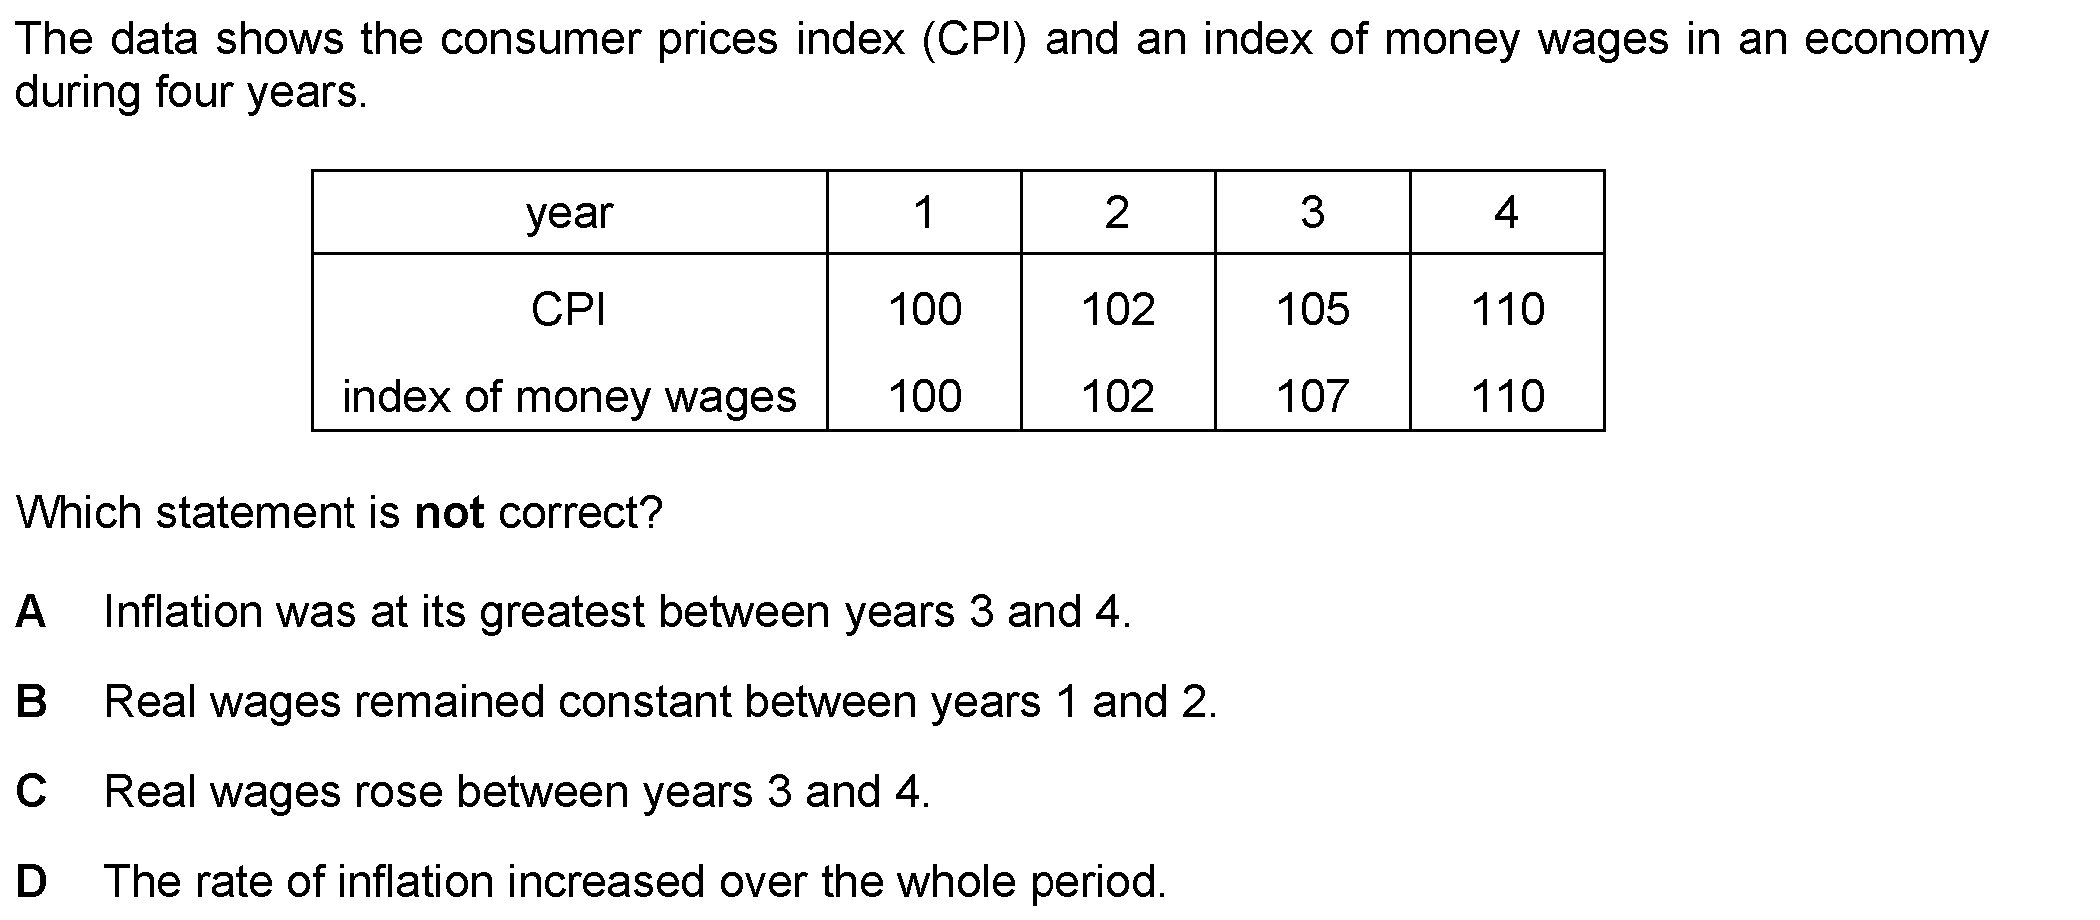 The data shows the consumer prices index (CPI) and an index of money wages in an economy
during four years.
year 1 2 3 4
CPI 100 102 105 110
index of money wages 100 102 107 110
Which statement is not correct?
A Inflation was at its greatest between years 3 and 4.
B Real wages remained constant between years 1 and 2.
C Real wages rose between years 3 and 4.
D The rate of inflation increased over the whole period.